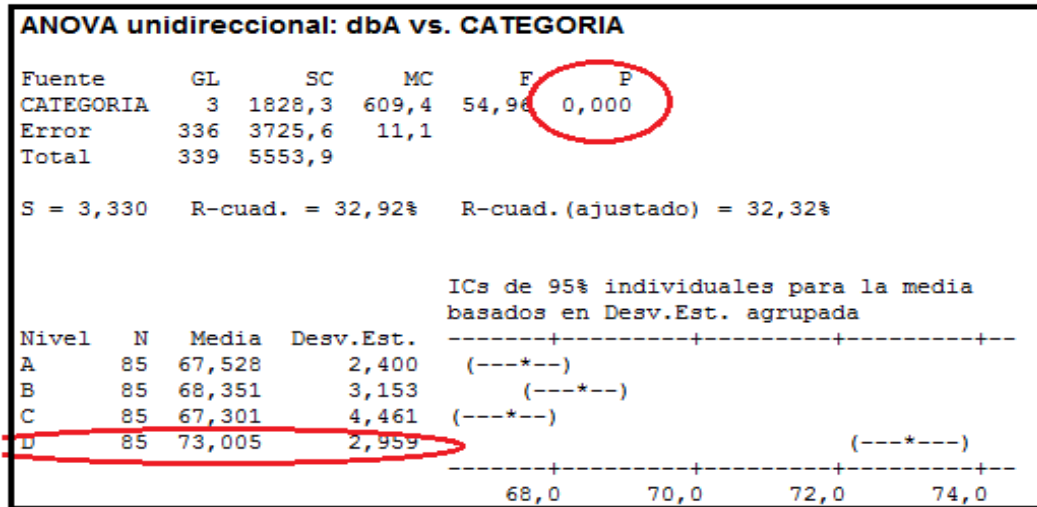 ANOVA unidireccional: dbA vs. CATEGORIA
Fuente GL SC MC F P
CATEGORIA 3 1828,3 609,4 54,96 0,000
Error 336 3725,6 11,1
Total 339 5553,9
S = 3,330 R-cuad. = 32,92% R-cuad.(ajustado) = 32,32%
ICs de 95% individuales para la media
basados en Desv.Est. agrupada
Nivel N Media Desv.Est. -------+---------+---------+---------+--
A 85 67,528 2,400 (---*--)
B 85 68,351 3,153 (---*--)
C 85 67,301 4,461 (---*--)
D 85 73,005 2,959 (---*---)
-------+---------+---------+---------+--
68,0 70,0 72,0 74,0